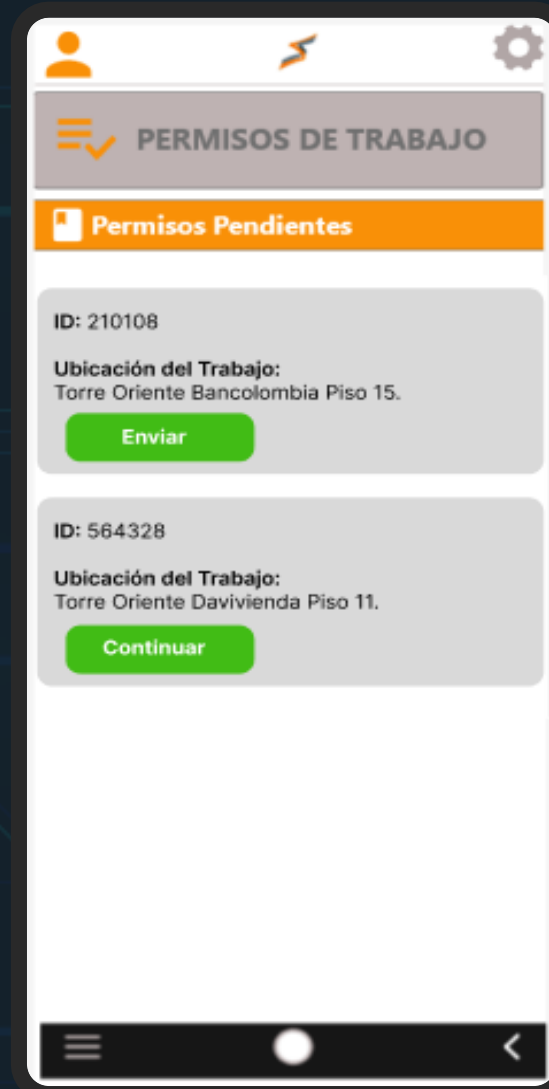 PERMISOS DE TRABAJO
Permisos Pendientes
ID: 210108
Ubicación del Trabajo:
Torre Oriente Bancolombia Piso 15.
Enviar
ID: 564328
Ubicación del Trabajo:
Torre Oriente Davivienda Piso 11.
Continuar